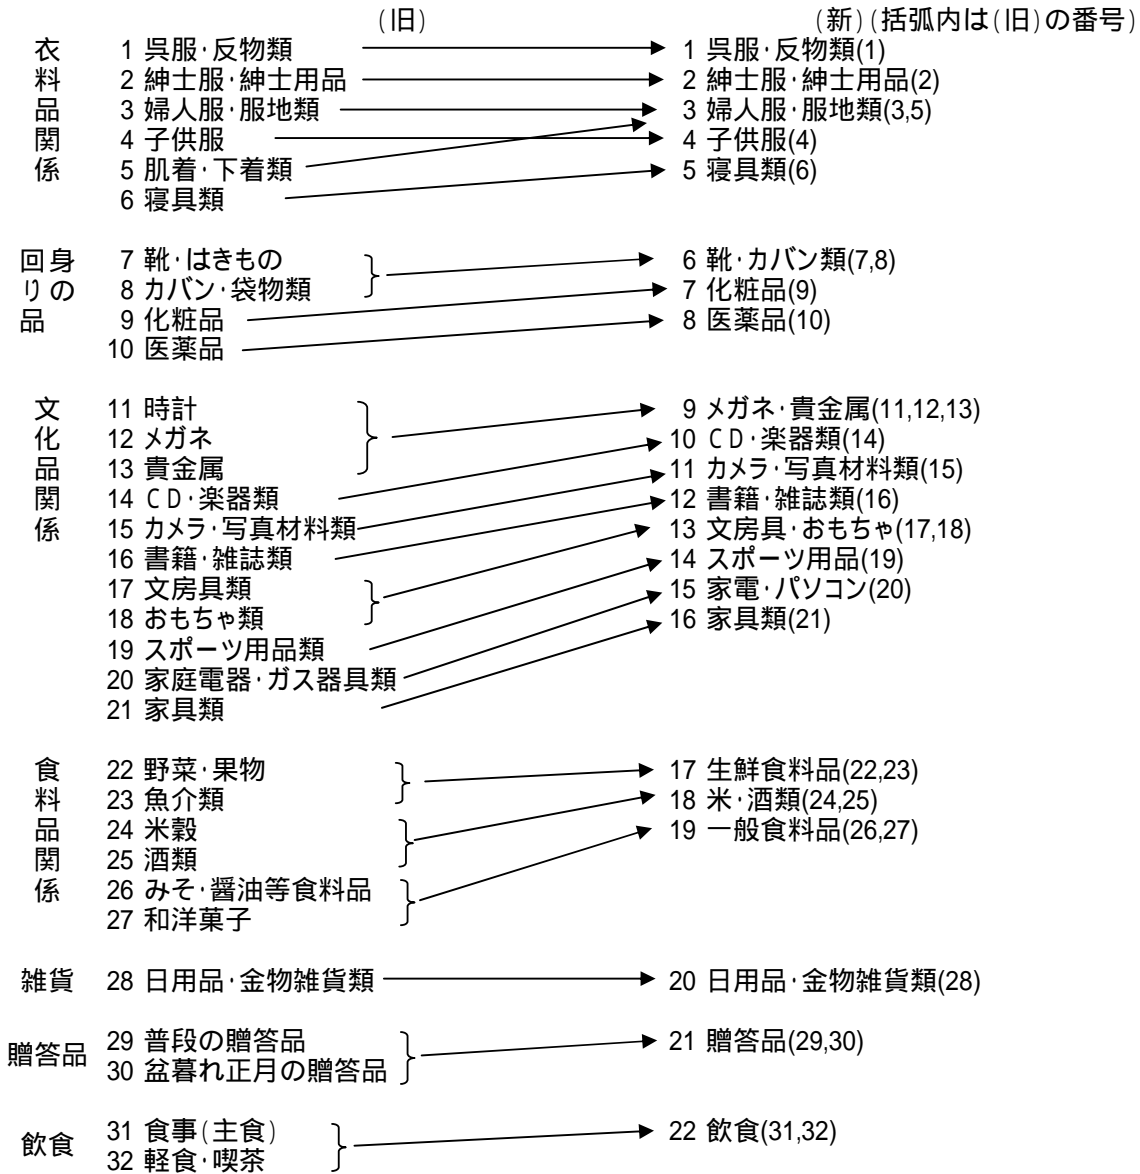 (旧) (新)(括弧内は(旧)の番号)
衣料品関係
1 呉服・反物類 1 呉服・反物類(1)
2 紳士服・紳士用品 2 紳士服・紳士用品(2)
3 婦人服・服地類 3 婦人服・服地類(3,5)
4 子供服 4 子供服(4)
5 肌着・下着類 5 寝具類(6)
6 寝具類
身の回り品
7 靴・はきもの 6 靴・カバン類(7,8)
8 カバン・袋物類 7 化粧品(9)
9 化粧品 8 医薬品(10)
10 医薬品
文化品関係
11 時計 9 メガネ・貴金属(11,12,13)
12 メガネ 10 CD・楽器類(14)
13 貴金属 11 カメラ・写真材料類(15)
14 CD・楽器類 12 書籍・雑誌類(16)
15 カメラ・写真材料類 13 文房具・おもちゃ(17,18)
16 書籍・雑誌類 14 スポーツ用品(19)
17 文房具類 15 家電・パソコン(20)
18 おもちゃ類 16 家具類(21)
19 スポーツ用品類
20 家庭電器・ガス器具類
21 家具類
食料品関係
22 野菜・果物 17 生鮮食料品(22,23)
23 魚介類 18 米・酒類(24,25)
24 米穀 19 一般食料品(26,27)
25 酒類
26 みそ・醤油等食料品
27 和洋菓子
雑貨 28 日用品・金物雑貨類 20 日用品・金物雑貨類(28)
贈答品
29 普段の贈答品 21 贈答品(29,30)
30 盆暮れ正月の贈答品
飲食
31 食事(主食) 22 飲食(31,32)
32 軽食・喫茶